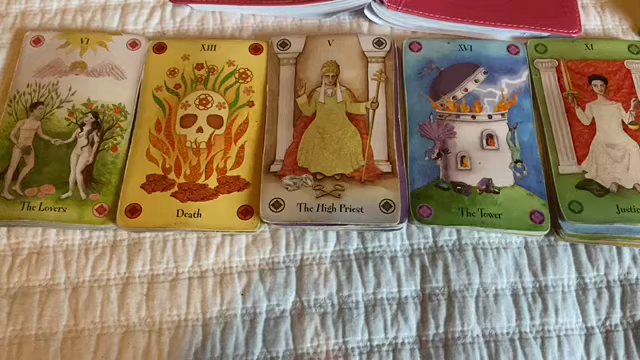 VI
The Lovers
XIII
Death
V
The High Priest
XVI
The Tower
XI
Justic